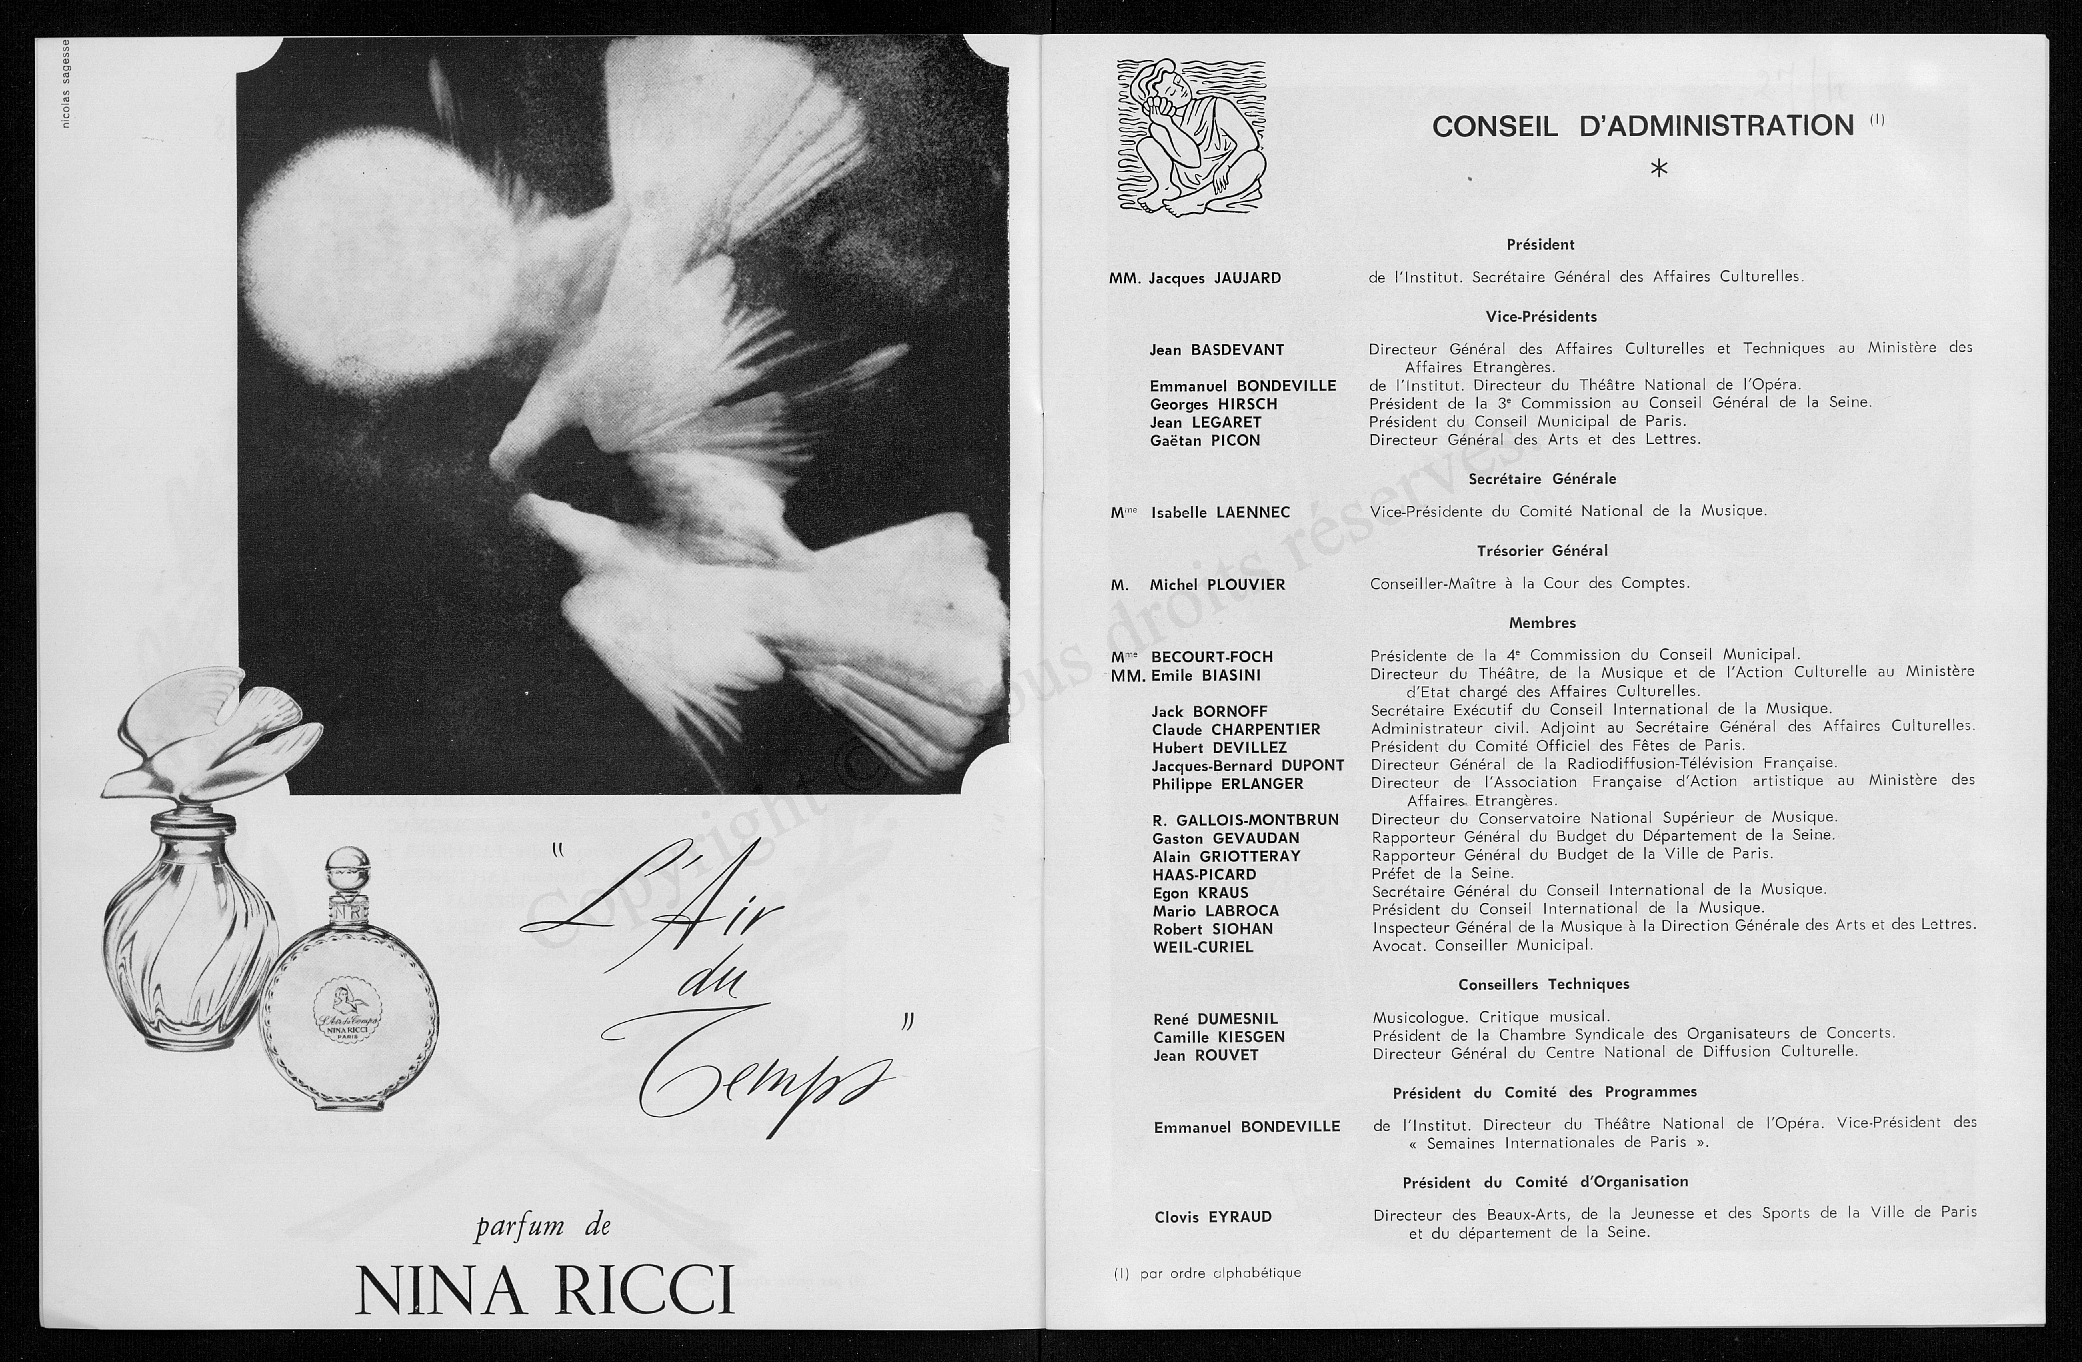 nicolas sagesse
NR
L'Air du Temps
NINA RICCI
PARIS
" L'Air
du
Temps "
parfum de
NINA RICCI
Copyright © tous droits réservés.
CONSEIL D'ADMINISTRATION (I)
*
Président
MM. Jacques JAUJARD de l'Institut. Secrétaire Général des Affaires Culturelles.
Vice-Présidents
Jean BASDEVANT Directeur Général des Affaires Culturelles et Techniques au Ministère des
Affaires Etrangères.
Emmanuel BONDEVILLE de l'Institut. Directeur du Théâtre National de l'Opéra.
Georges HIRSCH Président de la 3e Commission au Conseil Général de la Seine.
Jean LEGARET Président du Conseil Municipal de Paris.
Gaëtan PICON Directeur Général des Arts et des Lettres.
Secrétaire Générale
Mme Isabelle LAENNEC Vice-Présidente du Comité National de la Musique.
Trésorier Général
M. Michel PLOUVIER Conseiller-Maître à la Cour des Comptes.
Membres
Mme BECOURT-FOCH Présidente de la 4e Commission du Conseil Municipal.
MM. Emile BIASINI Directeur du Théâtre, de la Musique et de l'Action Culturelle au Ministère
d'Etat chargé des Affaires Culturelles.
Jack BORNOFF Secrétaire Exécutif du Conseil International de la Musique.
Claude CHARPENTIER Administrateur civil. Adjoint au Secrétaire Général des Affaires Culturelles.
Hubert DEVILLEZ Président du Comité Officiel des Fêtes de Paris.
Jacques-Bernard DUPONT Directeur Général de la Radiodiffusion-Télévision Française.
Philippe ERLANGER Directeur de l'Association Française d'Action artistique au Ministère des
Affaires Etrangères.
R. GALLOIS-MONTBRUN Directeur du Conservatoire National Supérieur de Musique.
Gaston GEVAUDAN Rapporteur Général du Budget du Département de la Seine.
Alain GRIOTTERAY Rapporteur Général du Budget de la Ville de Paris.
HAAS-PICARD Préfet de la Seine.
Egon KRAUS Secrétaire Général du Conseil International de la Musique.
Mario LABROCA Président du Conseil International de la Musique.
Robert SIOHAN Inspecteur Général de la Musique à la Direction Générale des Arts et des Lettres.
WEIL-CURIEL Avocat. Conseiller Municipal.
Conseillers Techniques
René DUMESNIL Musicologue. Critique musical.
Camille KIESGEN Président de la Chambre Syndicale des Organisateurs de Concerts.
Jean ROUVET Directeur Général du Centre National de Diffusion Culturelle.
Président du Comité des Programmes
Emmanuel BONDEVILLE de l'Institut. Directeur du Théâtre National de l'Opéra. Vice-Président des
« Semaines Internationales de Paris ».
Président du Comité d'Organisation
Clovis EYRAUD Directeur des Beaux-Arts, de la Jeunesse et des Sports de la Ville de Paris
et du département de la Seine.
(I) par ordre alphabétique